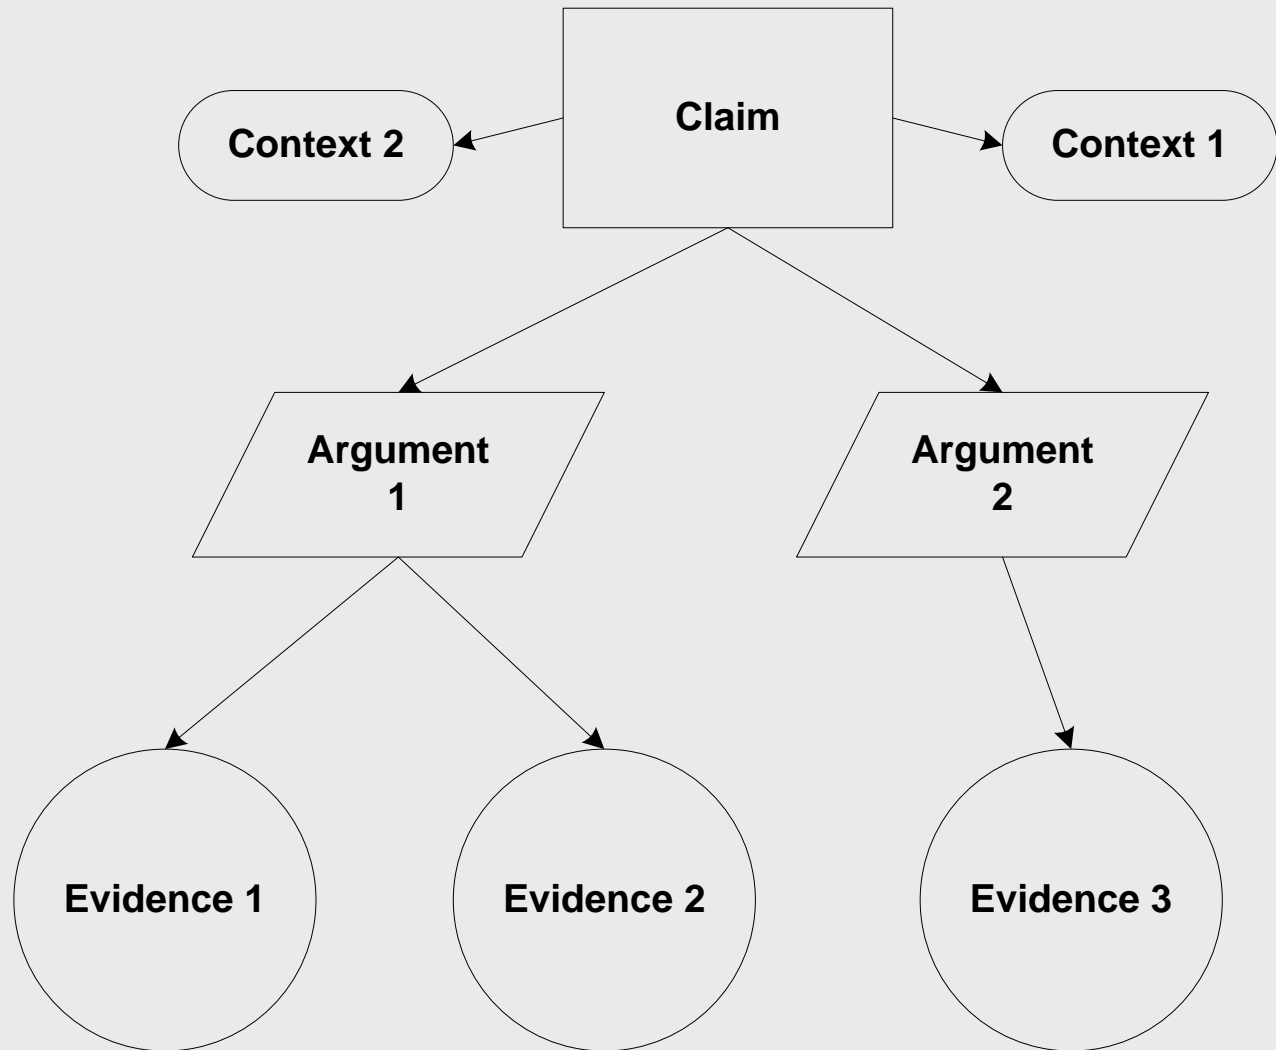 Claim
Context 2
Context 1
Argument
1
Argument
2
Evidence 1
Evidence 2
Evidence 3